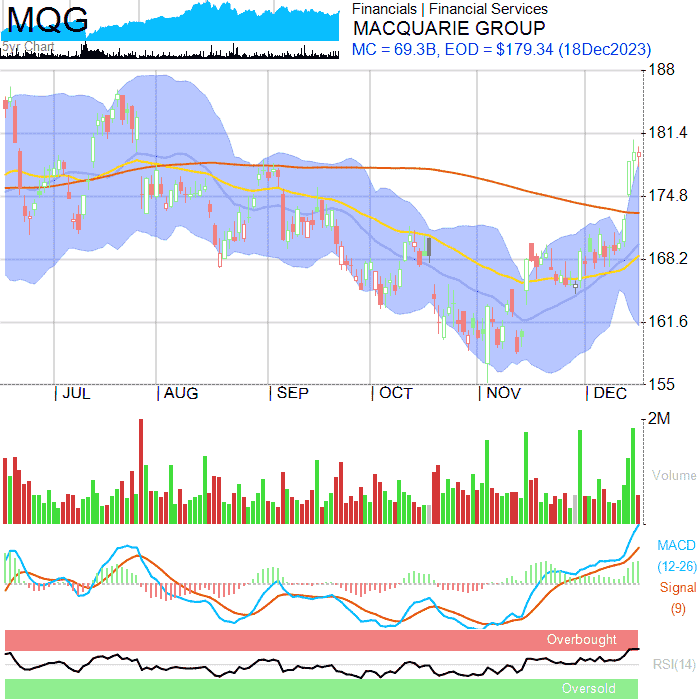 MQG
5yr Chart
Financials | Financial Services
MACQUARIE GROUP
MC = 69.3B, EOD = $179.34 (18Dec2023)
188
181.4
174.8
168.2
161.6
155
JUL AUG SEP OCT NOV DEC
2M
Volume
MACD
(12-26)
Signal
(9)
Overbought
RSI(14)
Oversold